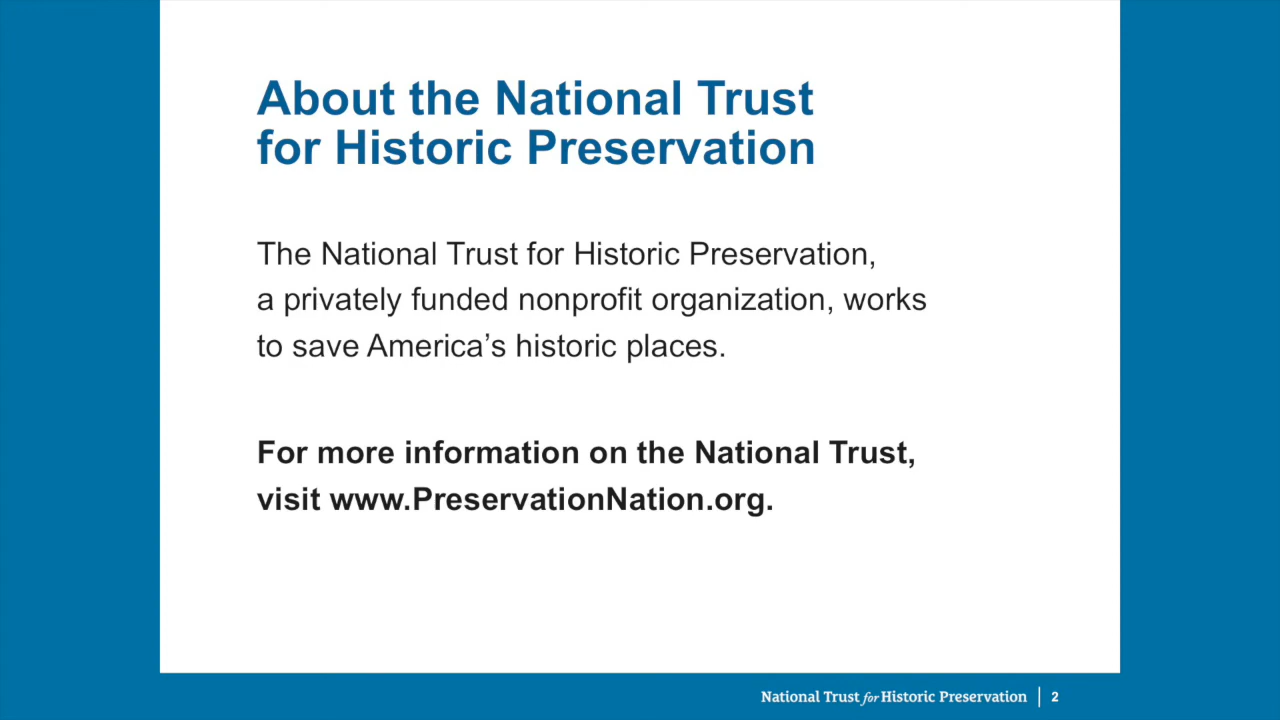 About the National Trust
for Historic Preservation
The National Trust for Historic Preservation,
a privately funded nonprofit organization, works
to save America’s historic places.
For more information on the National Trust,
visit www.PreservationNation.org.
National Trust for Historic Preservation | 2